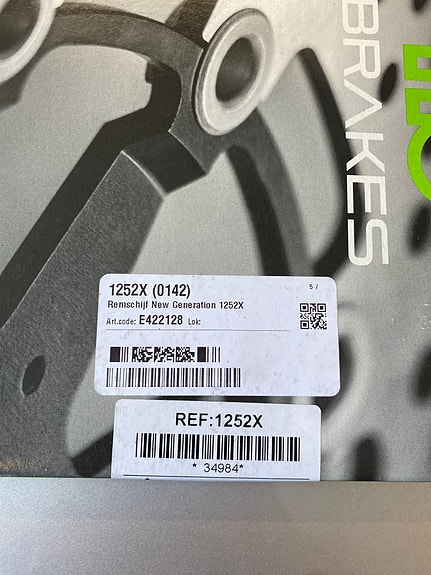 BRAKES
1252X (0142)
5 /
Remschijf New Generation 1252X
Art.code: E422128 Lok:
REF:1252X
* 34984*